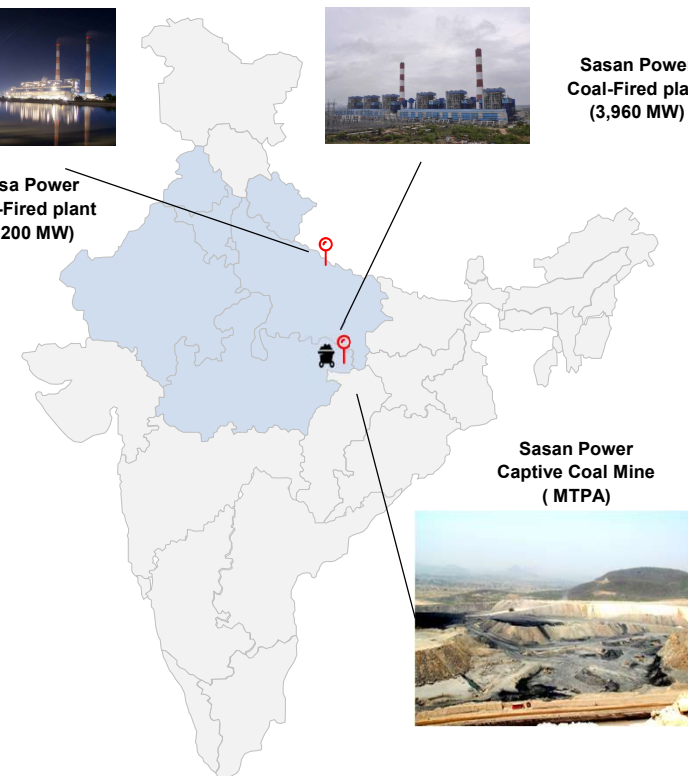 Sasan Power
Coal-Fired pla
(3,960 MW)
sa Power
-Fired plant
200 MW)
Sasan Power
Captive Coal Mine
( MTPA)